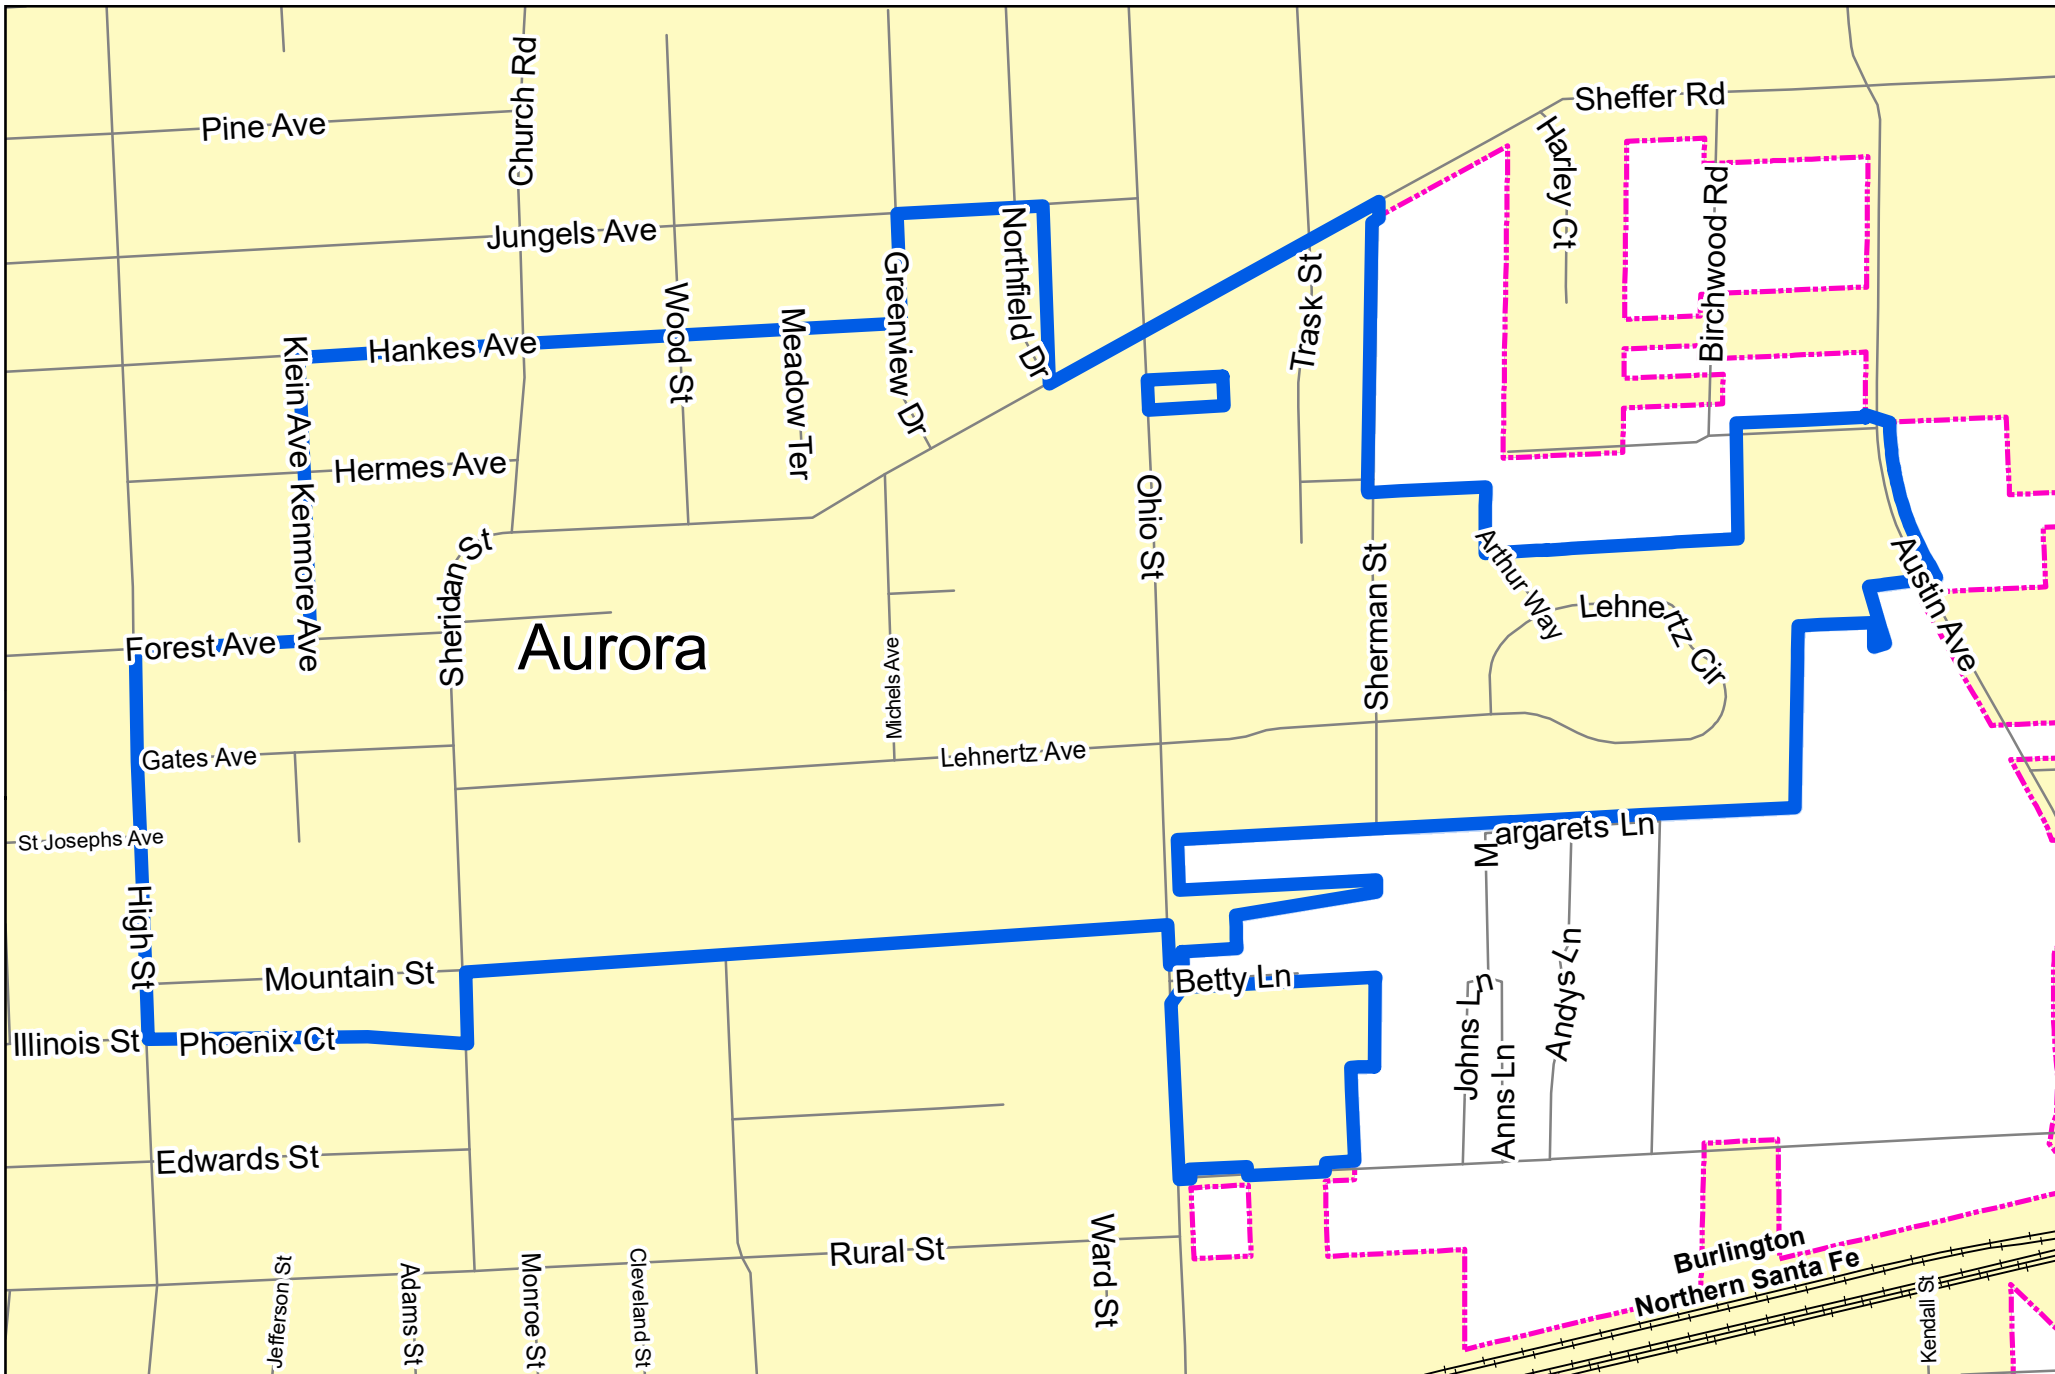 Church Rd
Sheffer Rd
Pine Ave
Harley Ct
Birchwood Rd
Jungels Ave
Northfield Dr
Greenview Dr
Trask St
Wood St
Meadow Ter
Klein Ave
Hankes Ave
Hermes Ave
Kenmore Ave
Ohio St
Sheridan St
Sherman St
Arthur Way
Lehnertz Cir
Austin Ave
Forest Ave
Aurora
Michels Ave
Gates Ave
Lehnertz Ave
St Josephs Ave
Margarets Ln
High St
Mountain St
Betty Ln
Johns Ln
Andys Ln
Anns Ln
Illinois St
Phoenix Ct
Edwards St
Rural St
Ward St
Burlington
Northern Santa Fe
Jefferson St
Adams St
Monroe St
Cleveland St
Kendall St